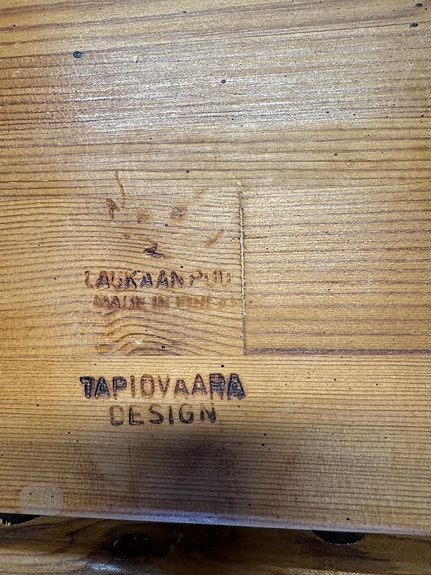 LAUKAAN PUU
MADE IN FINLAND
TAPIOVAARA
DESIGN